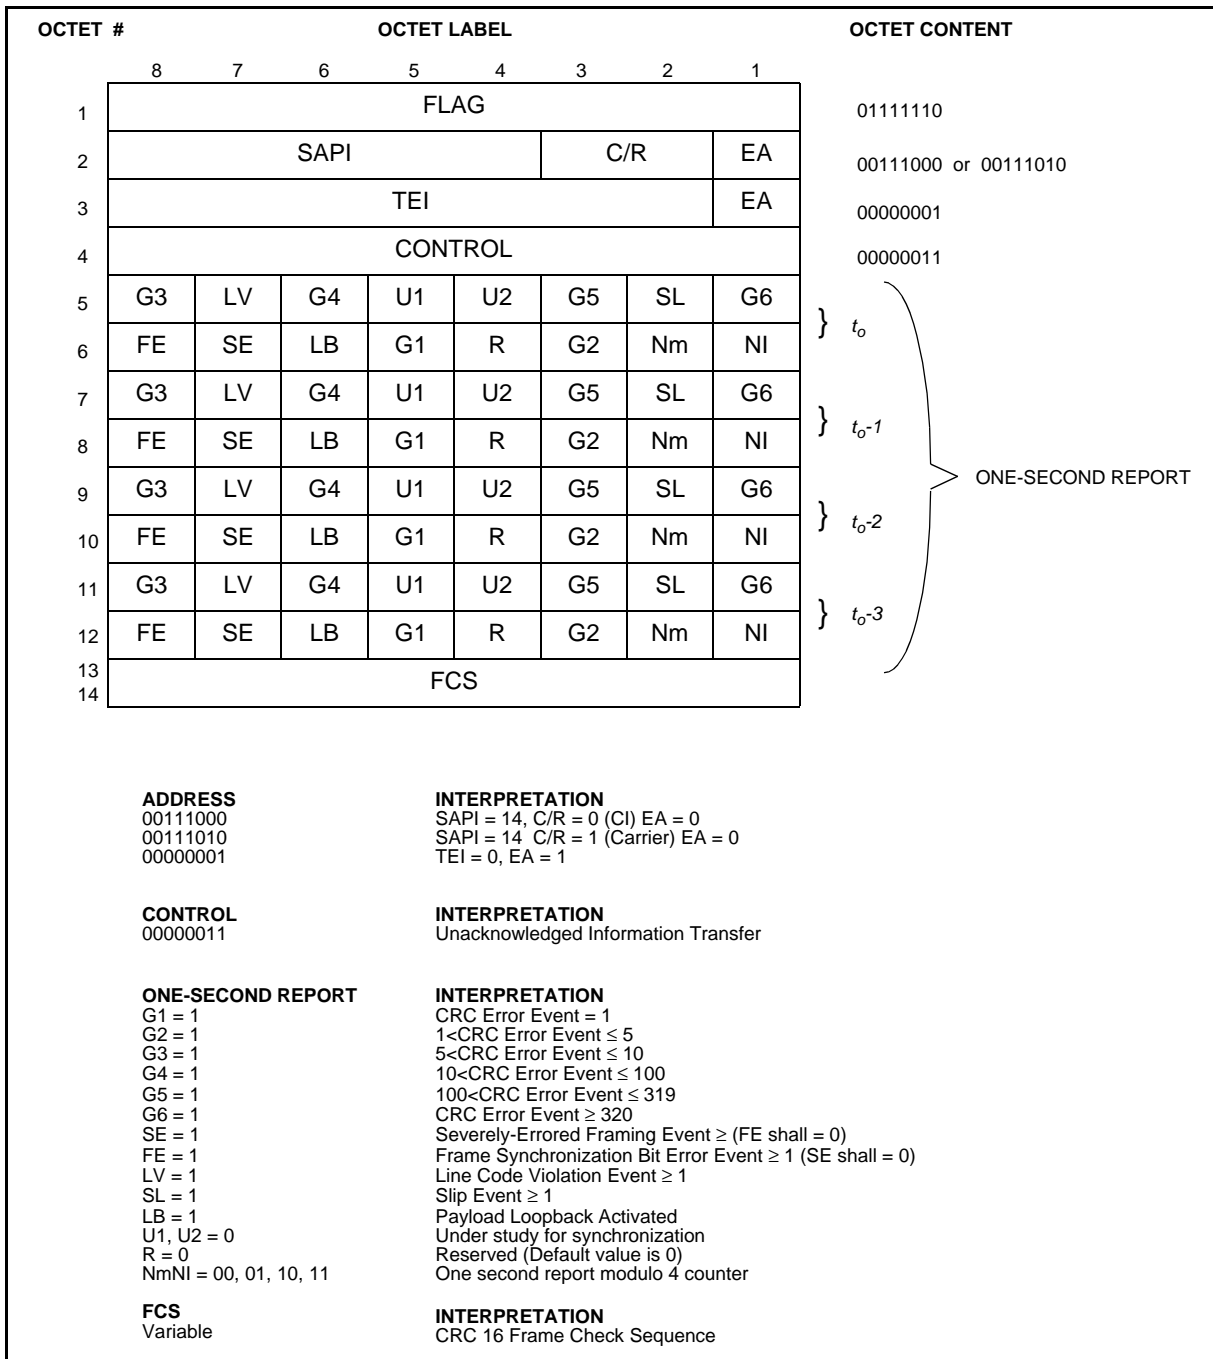 OCTET # OCTET LABEL OCTET CONTENT
8 7 6 5 4 3 2 1
1 FLAG 01111110
2 SAPI C/R EA 00111000 or 00111010
3 TEI EA 00000001
4 CONTROL 00000011
5 G3 LV G4 U1 U2 G5 SL G6
} to
6 FE SE LB G1 R G2 Nm NI
7 G3 LV G4 U1 U2 G5 SL G6
} to-1
8 FE SE LB G1 R G2 Nm NI
9 G3 LV G4 U1 U2 G5 SL G6
ONE-SECOND REPORT
} to-2
10 FE SE LB G1 R G2 Nm NI
11 G3 LV G4 U1 U2 G5 SL G6
} to-3
12 FE SE LB G1 R G2 Nm NI
13
FCS
14
ADDRESS INTERPRETATION
00111000 SAPI = 14, C/R = 0 (CI) EA = 0
00111010 SAPI = 14 C/R = 1 (Carrier) EA = 0
00000001 TEI = 0, EA = 1
CONTROL INTERPRETATION
00000011 Unacknowledged Information Transfer
ONE-SECOND REPORT INTERPRETATION
G1 = 1 CRC Error Event = 1
G2 = 1 1<CRC Error Event ≤ 5
G3 = 1 5<CRC Error Event ≤ 10
G4 = 1 10<CRC Error Event ≤ 100
G5 = 1 100<CRC Error Event ≤ 319
G6 = 1 CRC Error Event ≥ 320
SE = 1 Severely-Errored Framing Event ≥ (FE shall = 0)
FE = 1 Frame Synchronization Bit Error Event ≥ 1 (SE shall = 0)
LV = 1 Line Code Violation Event ≥ 1
SL = 1 Slip Event ≥ 1
LB = 1 Payload Loopback Activated
U1, U2 = 0 Under study for synchronization
R = 0 Reserved (Default value is 0)
NmNI = 00, 01, 10, 11 One second report modulo 4 counter
FCS INTERPRETATION
Variable CRC 16 Frame Check Sequence